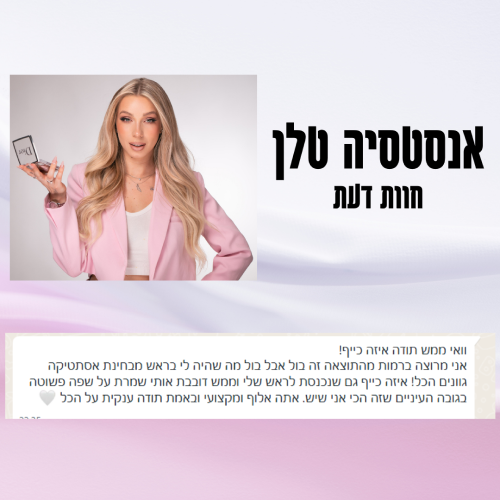 אנסטסיה טלן
חוות דעת
Dior
וואי ממש תודה איזה כייף!
אני מרוצה ברמות מהתוצאה זה בול אבל בול מה שהיה לי בראש מבחינת אסתטיקה
גוונים הכל! איזה כייף גם שנכנסת לראש שלי וממש דובבת אותי שמרת על שפה פשוטה
בגובה העיניים שזה הכי אני שיש. אתה אלוף ומקצועי ובאמת תודה ענקית על הכל 🤍